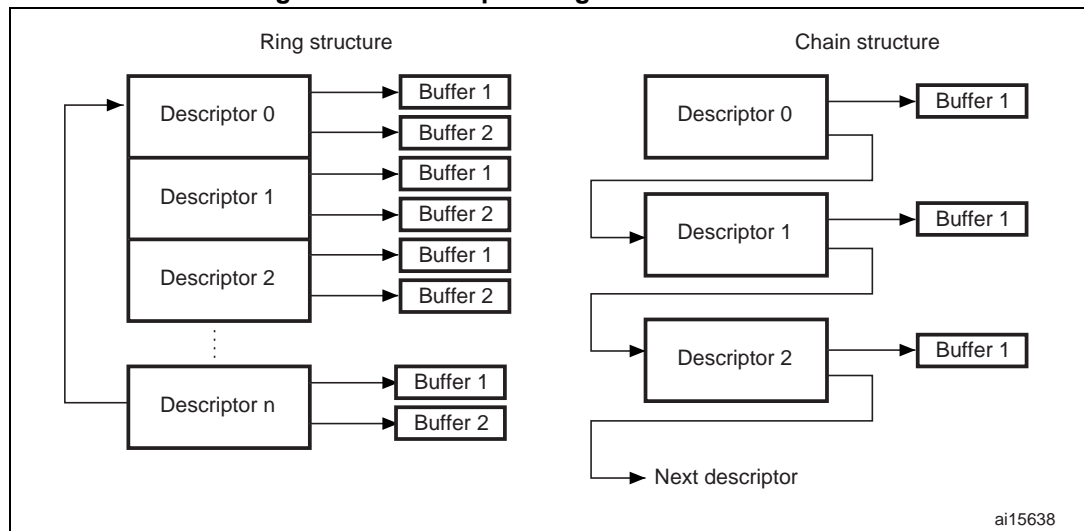 Ring structure
Descriptor 0
Buffer 1
Buffer 2
Descriptor 1
Buffer 1
Buffer 2
Descriptor 2
Buffer 1
Buffer 2
Descriptor n
Buffer 1
Buffer 2
Chain structure
Descriptor 0
Buffer 1
Descriptor 1
Buffer 1
Descriptor 2
Buffer 1
Next descriptor
ai15638